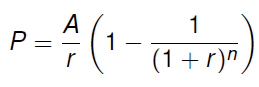 P = A/r (1 − 1/(1 + r)ⁿ)